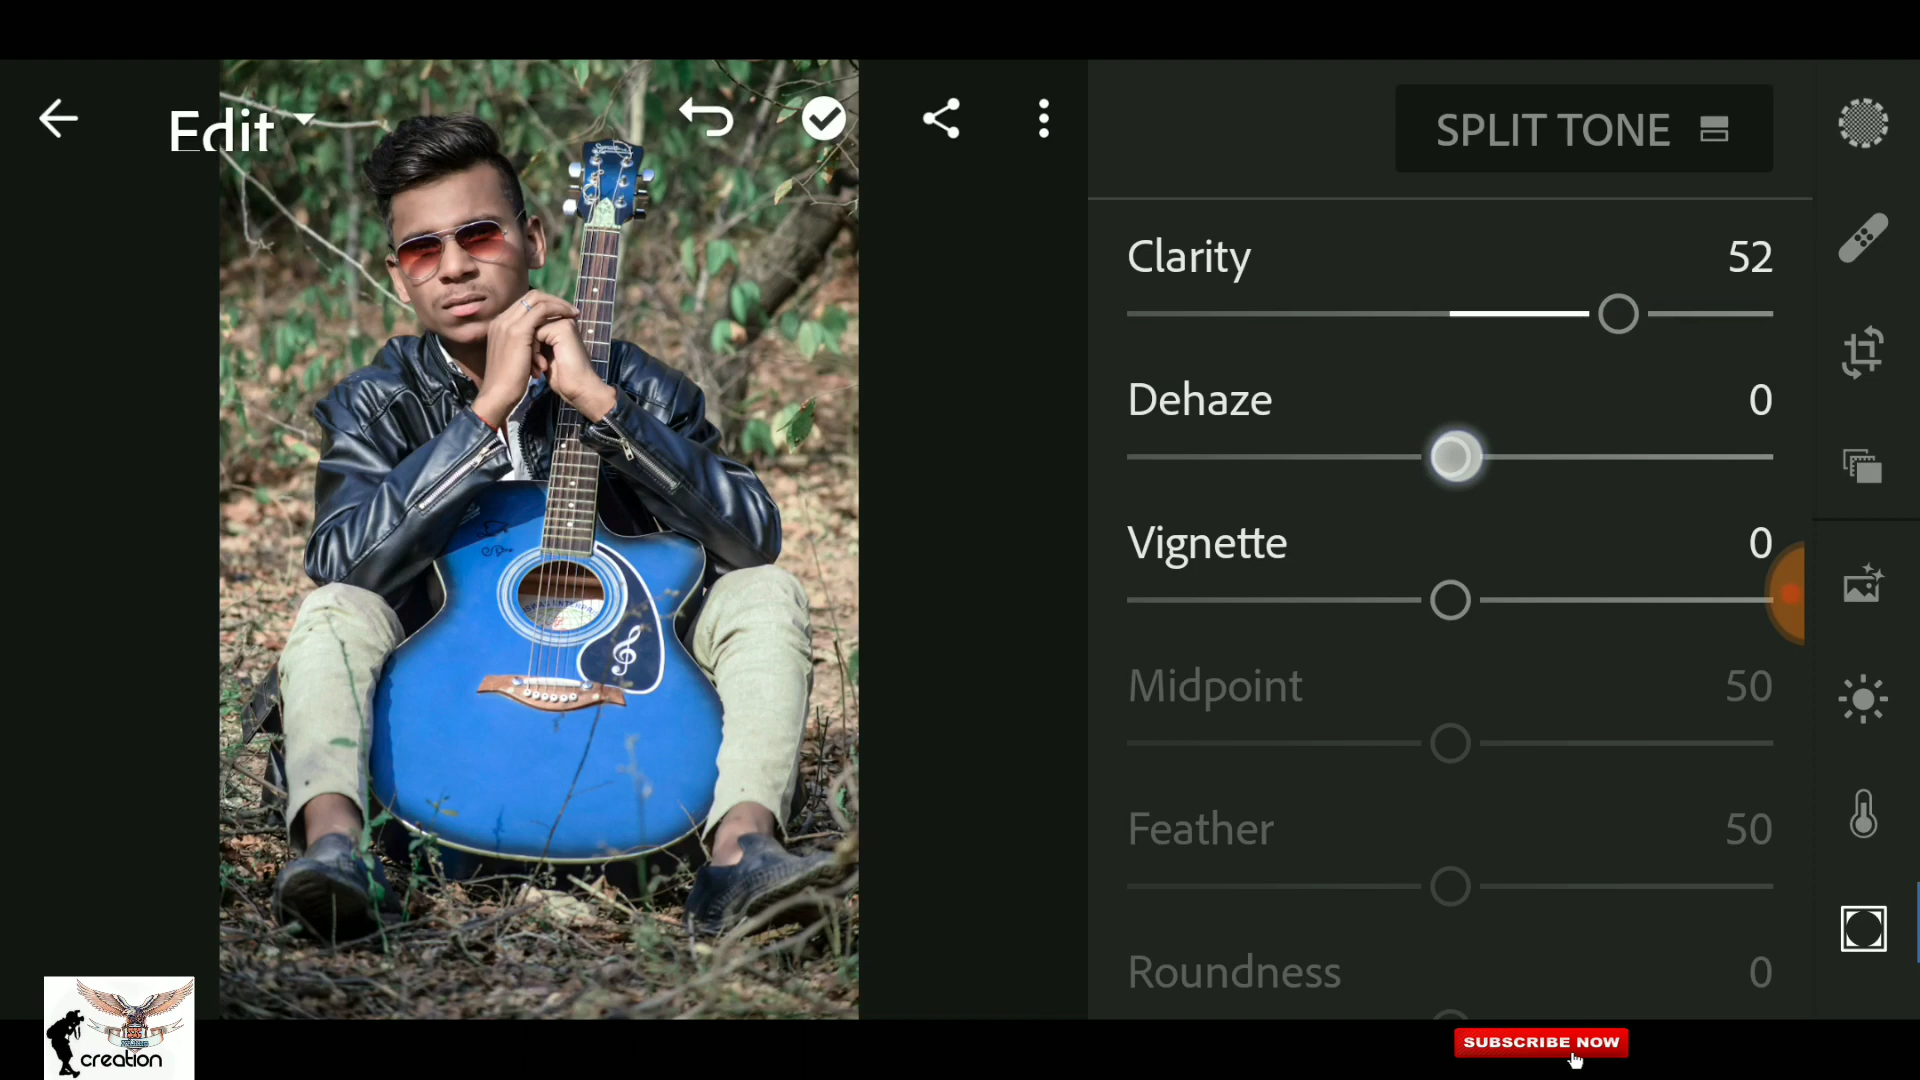 Edit
SPLIT TONE
Clarity 52
Dehaze 0
Vignette 0
Midpoint 50
Feather 50
Roundness 0
creation
SUBSCRIBE NOW